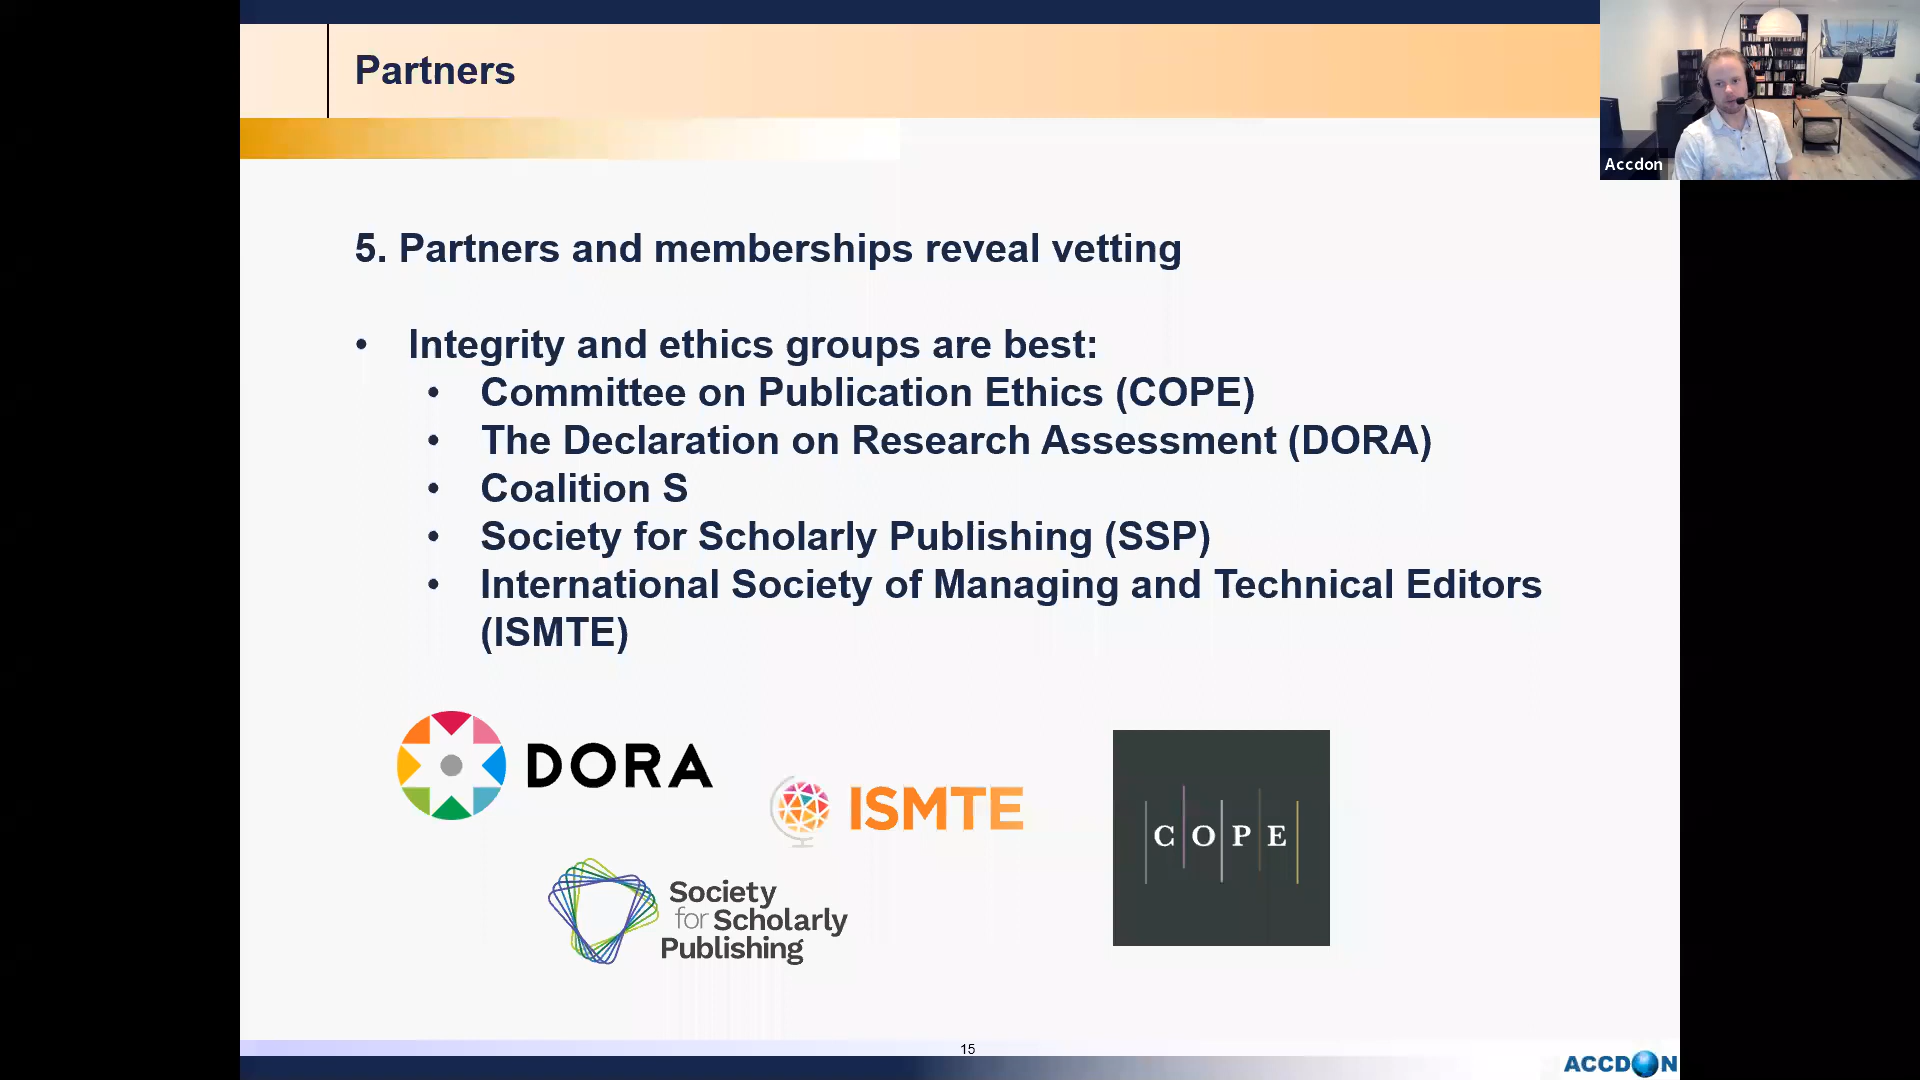 Partners
Accdon
5. Partners and memberships reveal vetting
• Integrity and ethics groups are best:
• Committee on Publication Ethics (COPE)
• The Declaration on Research Assessment (DORA)
• Coalition S
• Society for Scholarly Publishing (SSP)
• International Society of Managing and Technical Editors
(ISMTE)
DORA
ISMTE
COPE
Society
for Scholarly
Publishing
15
ACCDON